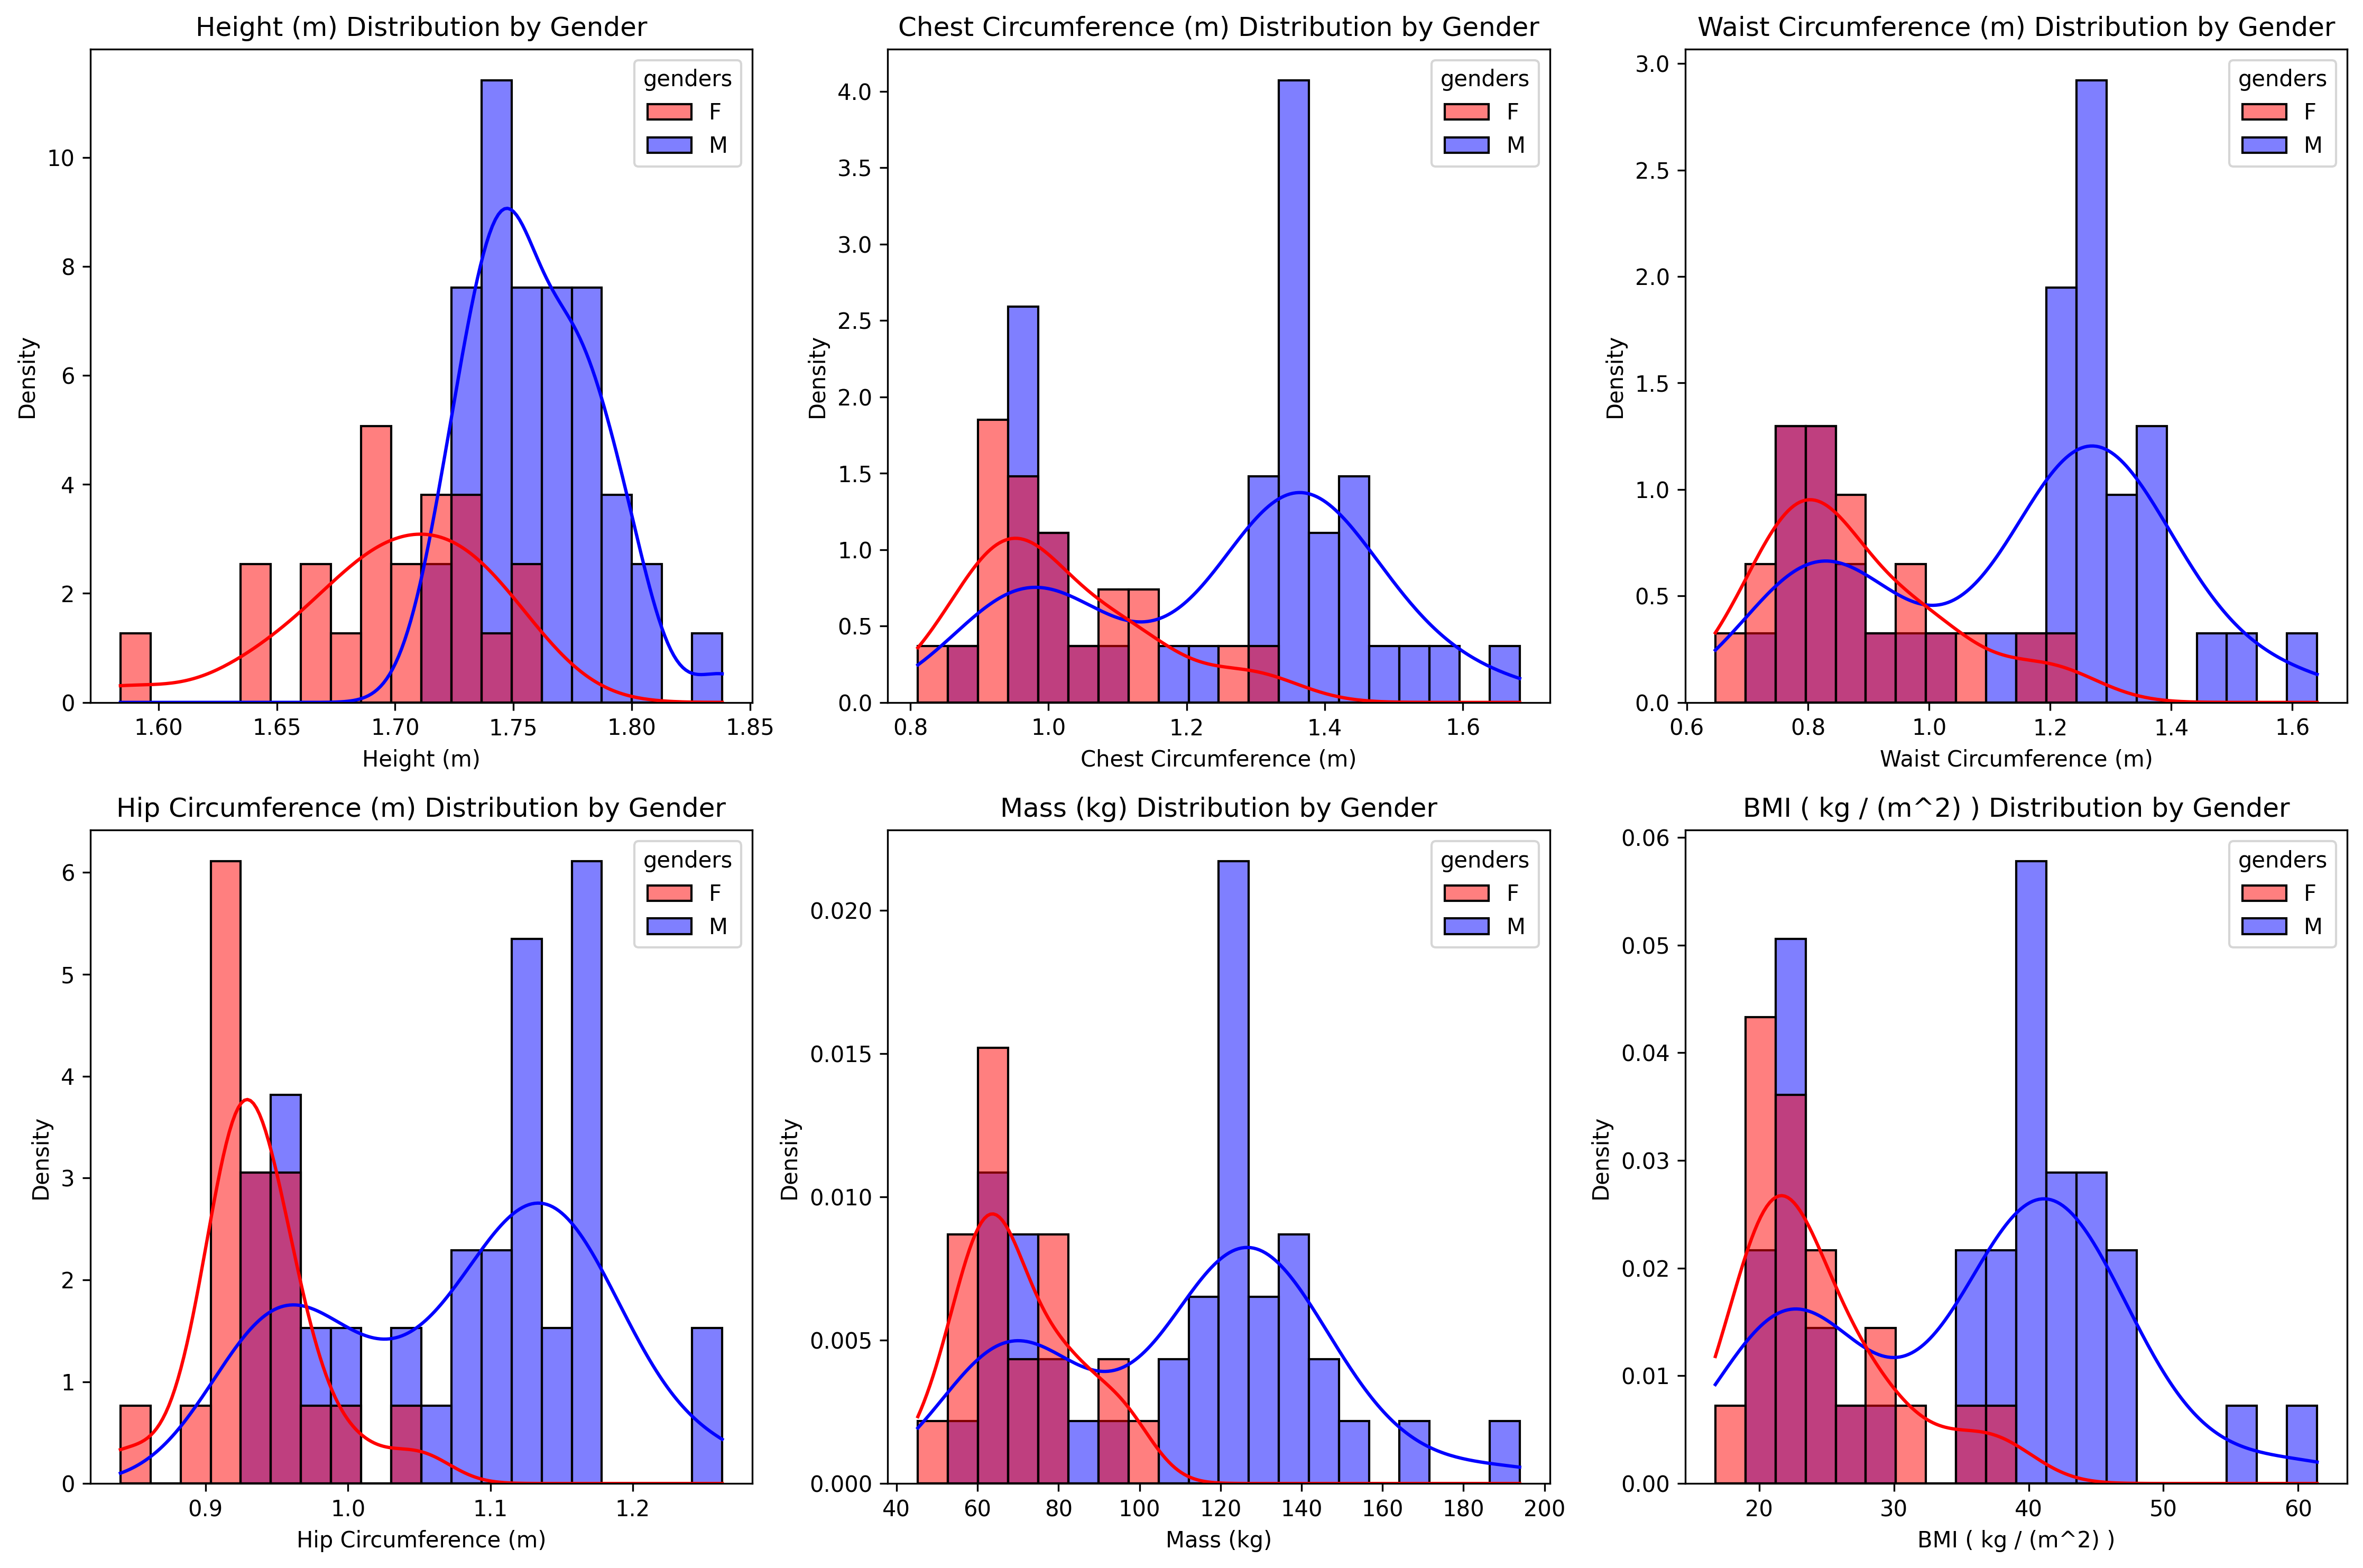 Height (m) Distribution by Gender
genders
F
M
10
8
6
4
2
0
Density
1.60 1.65 1.70 1.75 1.80 1.85
Height (m)
Chest Circumference (m) Distribution by Gender
genders
F
M
4.0
3.5
3.0
2.5
2.0
1.5
1.0
0.5
0.0
Density
0.8 1.0 1.2 1.4 1.6
Chest Circumference (m)
Waist Circumference (m) Distribution by Gender
genders
F
M
3.0
2.5
2.0
1.5
1.0
0.5
0.0
Density
0.6 0.8 1.0 1.2 1.4 1.6
Waist Circumference (m)
Hip Circumference (m) Distribution by Gender
genders
F
M
6
5
4
3
2
1
0
Density
0.9 1.0 1.1 1.2
Hip Circumference (m)
Mass (kg) Distribution by Gender
genders
F
M
0.020
0.015
0.010
0.005
0.000
Density
40 60 80 100 120 140 160 180 200
Mass (kg)
BMI ( kg / (m^2) ) Distribution by Gender
genders
F
M
0.06
0.05
0.04
0.03
0.02
0.01
0.00
Density
20 30 40 50 60
BMI ( kg / (m^2) )